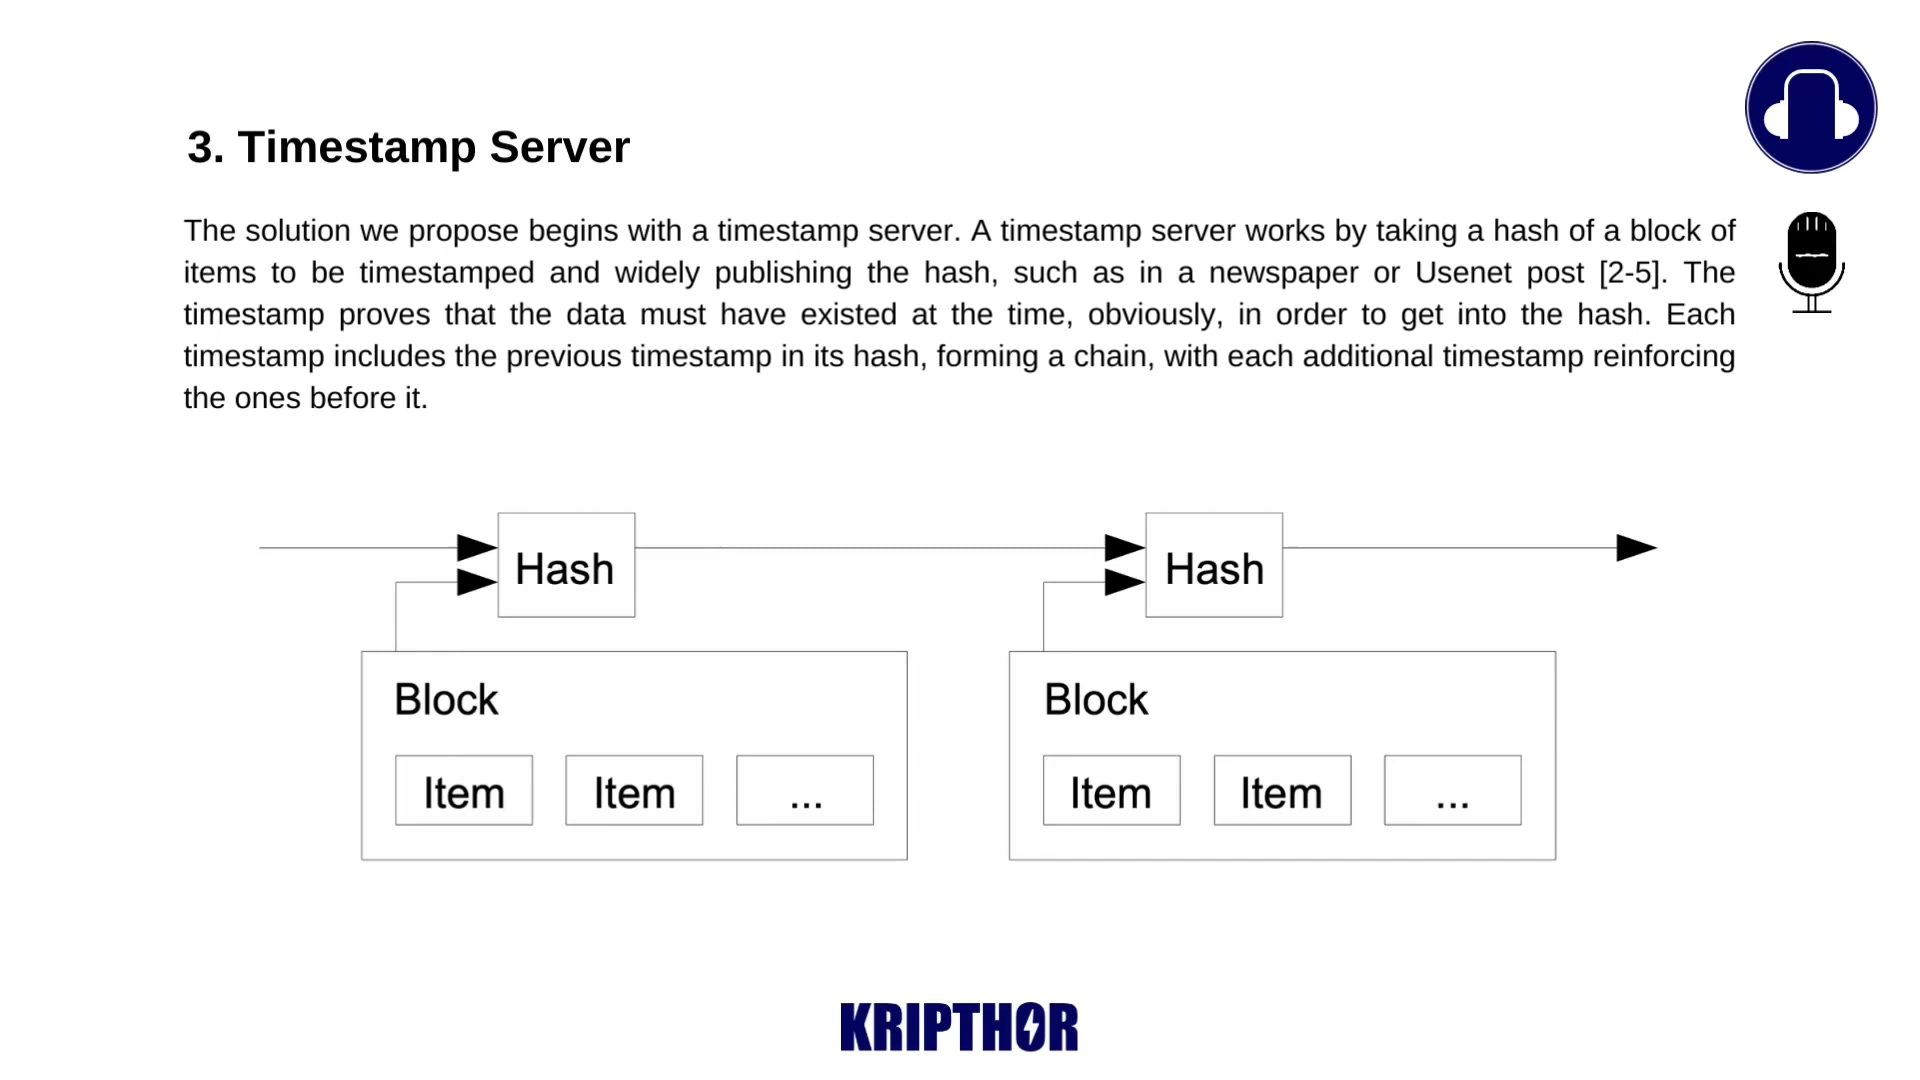 3. Timestamp Server
The solution we propose begins with a timestamp server. A timestamp server works by taking a hash of a block of
items to be timestamped and widely publishing the hash, such as in a newspaper or Usenet post [2-5]. The
timestamp proves that the data must have existed at the time, obviously, in order to get into the hash. Each
timestamp includes the previous timestamp in its hash, forming a chain, with each additional timestamp reinforcing
the ones before it.
Hash
Hash
Block
Block
Item
Item
...
Item
Item
...
KRIPTHOR